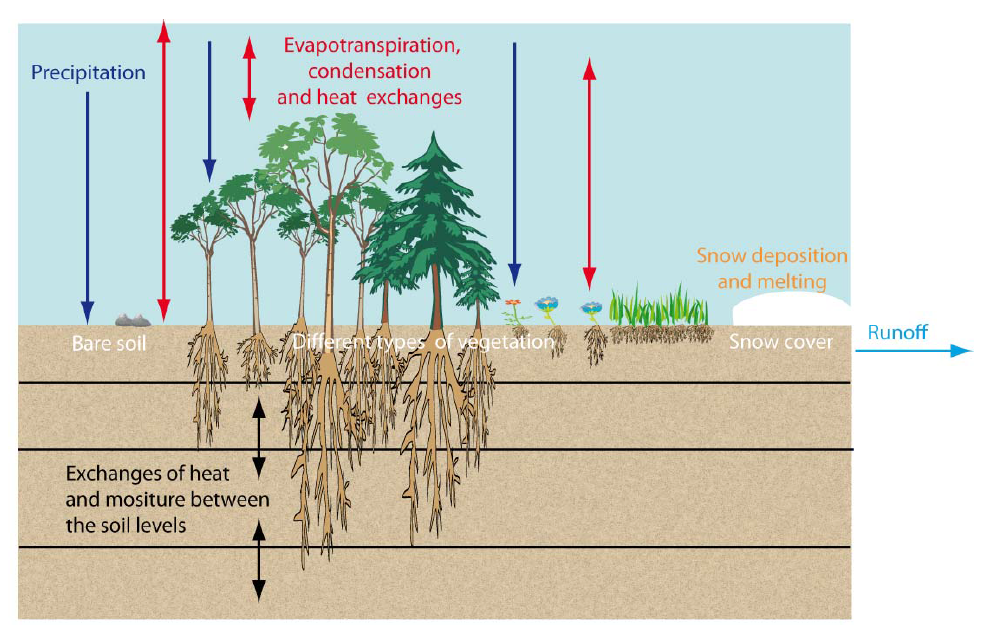 Evapotranspiration,
condensation
and heat exchanges
Precipitation
Snow deposition
and melting
Bare soil
Different types of vegetation
Snow cover
Runoff
Exchanges of heat
and mositure between
the soil levels